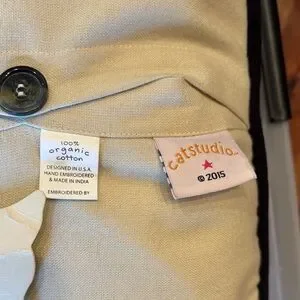 100%
organic
cotton
DESIGNED IN U.S.A.
HAND EMBROIDERED
& MADE IN INDIA
EMBROIDERED BY
catstudio
© 2015